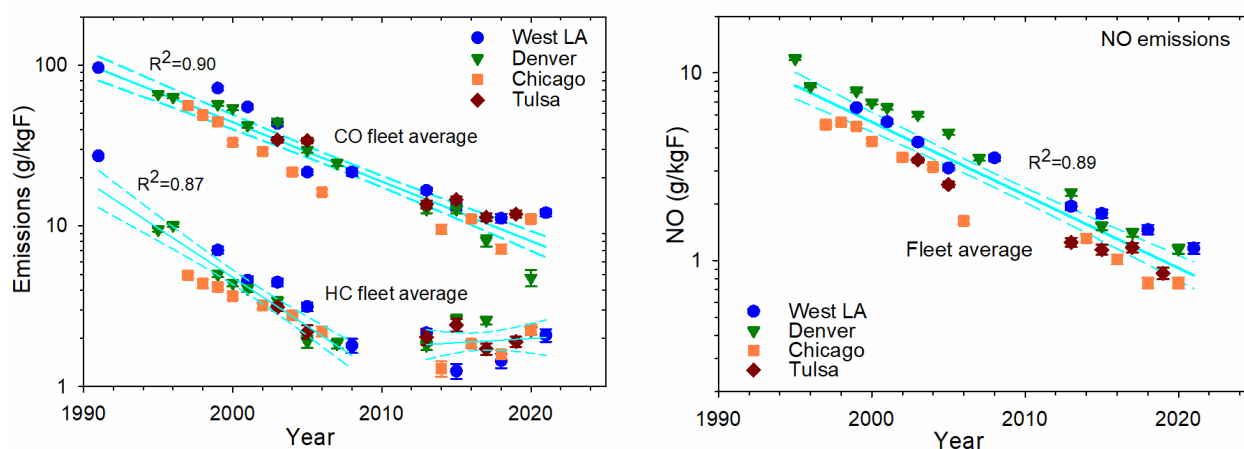 West LA
Denver
Chicago
Tulsa
R²=0.90
CO fleet average
R²=0.87
HC fleet average
Emissions (g/kgF)
100
10
1
1990
2000
2010
2020
Year
NO emissions
R²=0.89
Fleet average
West LA
Denver
Chicago
Tulsa
NO (g/kgF)
10
1
1990
2000
2010
2020
Year